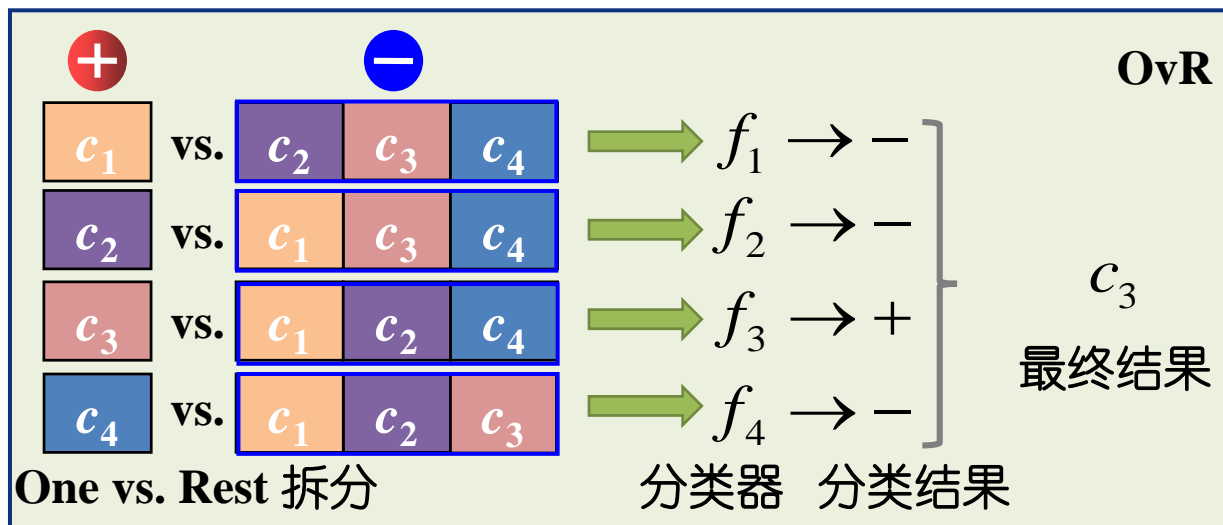 + −
OvR
c₁ vs. c₂ c₃ c₄ f₁ → −
c₂ vs. c₁ c₃ c₄ f₂ → −
c₃ vs. c₁ c₂ c₄ f₃ → +
c₄ vs. c₁ c₂ c₃ f₄ → −
c₃
最终结果
One vs. Rest 拆分 分类器 分类结果